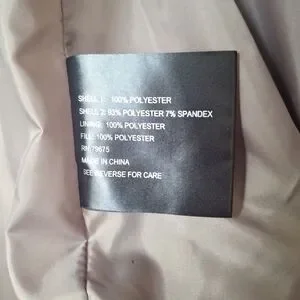 SHELL 1: 100% POLYESTER
SHELL 2: 93% POLYESTER 7% SPANDEX
LINING: 100% POLYESTER
FILL: 100% POLYESTER
RN 79675
MADE IN CHINA
SEE REVERSE FOR CARE